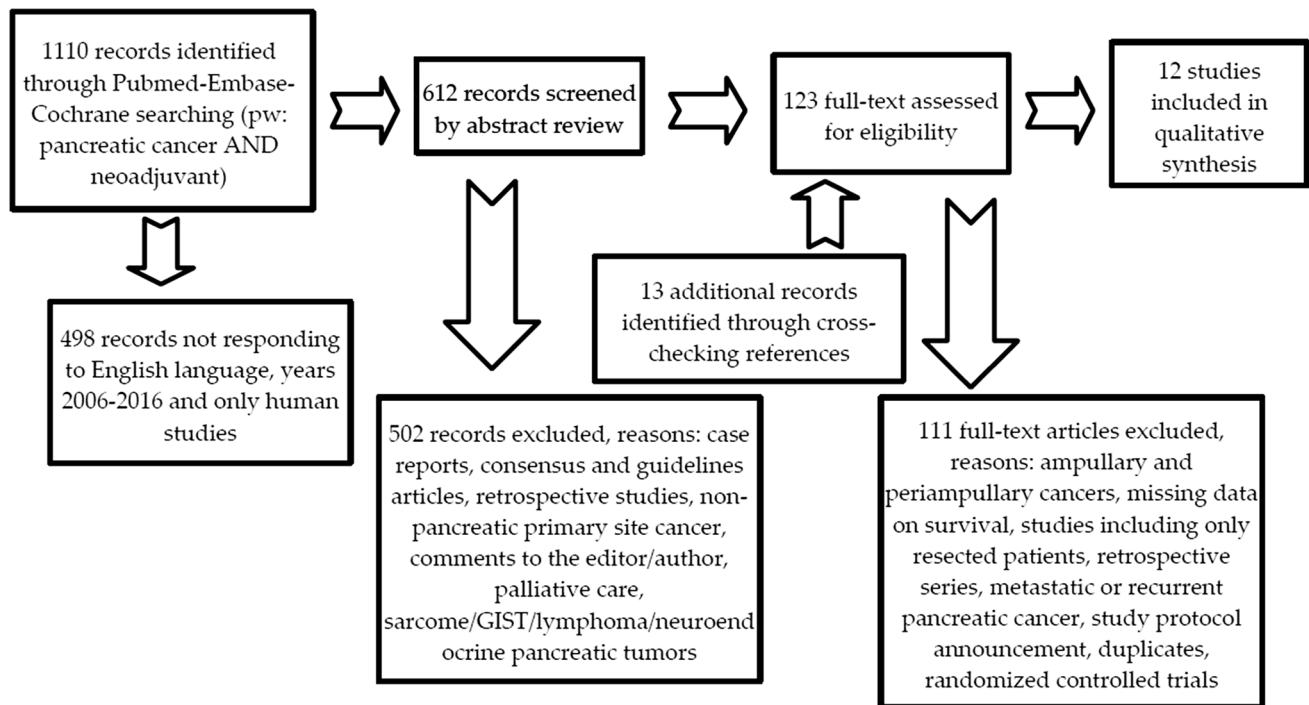 1110 records identified
through Pubmed-Embase-
Cochrane searching (pw:
pancreatic cancer AND
neoadjuvant)
612 records screened
by abstract review
123 full-text assessed
for eligibility
12 studies
included in
qualitative
synthesis
498 records not responding
to English language, years
2006-2016 and only human
studies
13 additional records
identified through cross-
checking references
502 records excluded, reasons: case
reports, consensus and guidelines
articles, retrospective studies, non-
pancreatic primary site cancer,
comments to the editor/author,
palliative care,
sarcome/GIST/lymphoma/neuroend
ocrine pancreatic tumors
111 full-text articles excluded,
reasons: ampullary and
periampullary cancers, missing data
on survival, studies including only
resected patients, retrospective
series, metastatic or recurrent
pancreatic cancer, study protocol
announcement, duplicates,
randomized controlled trials